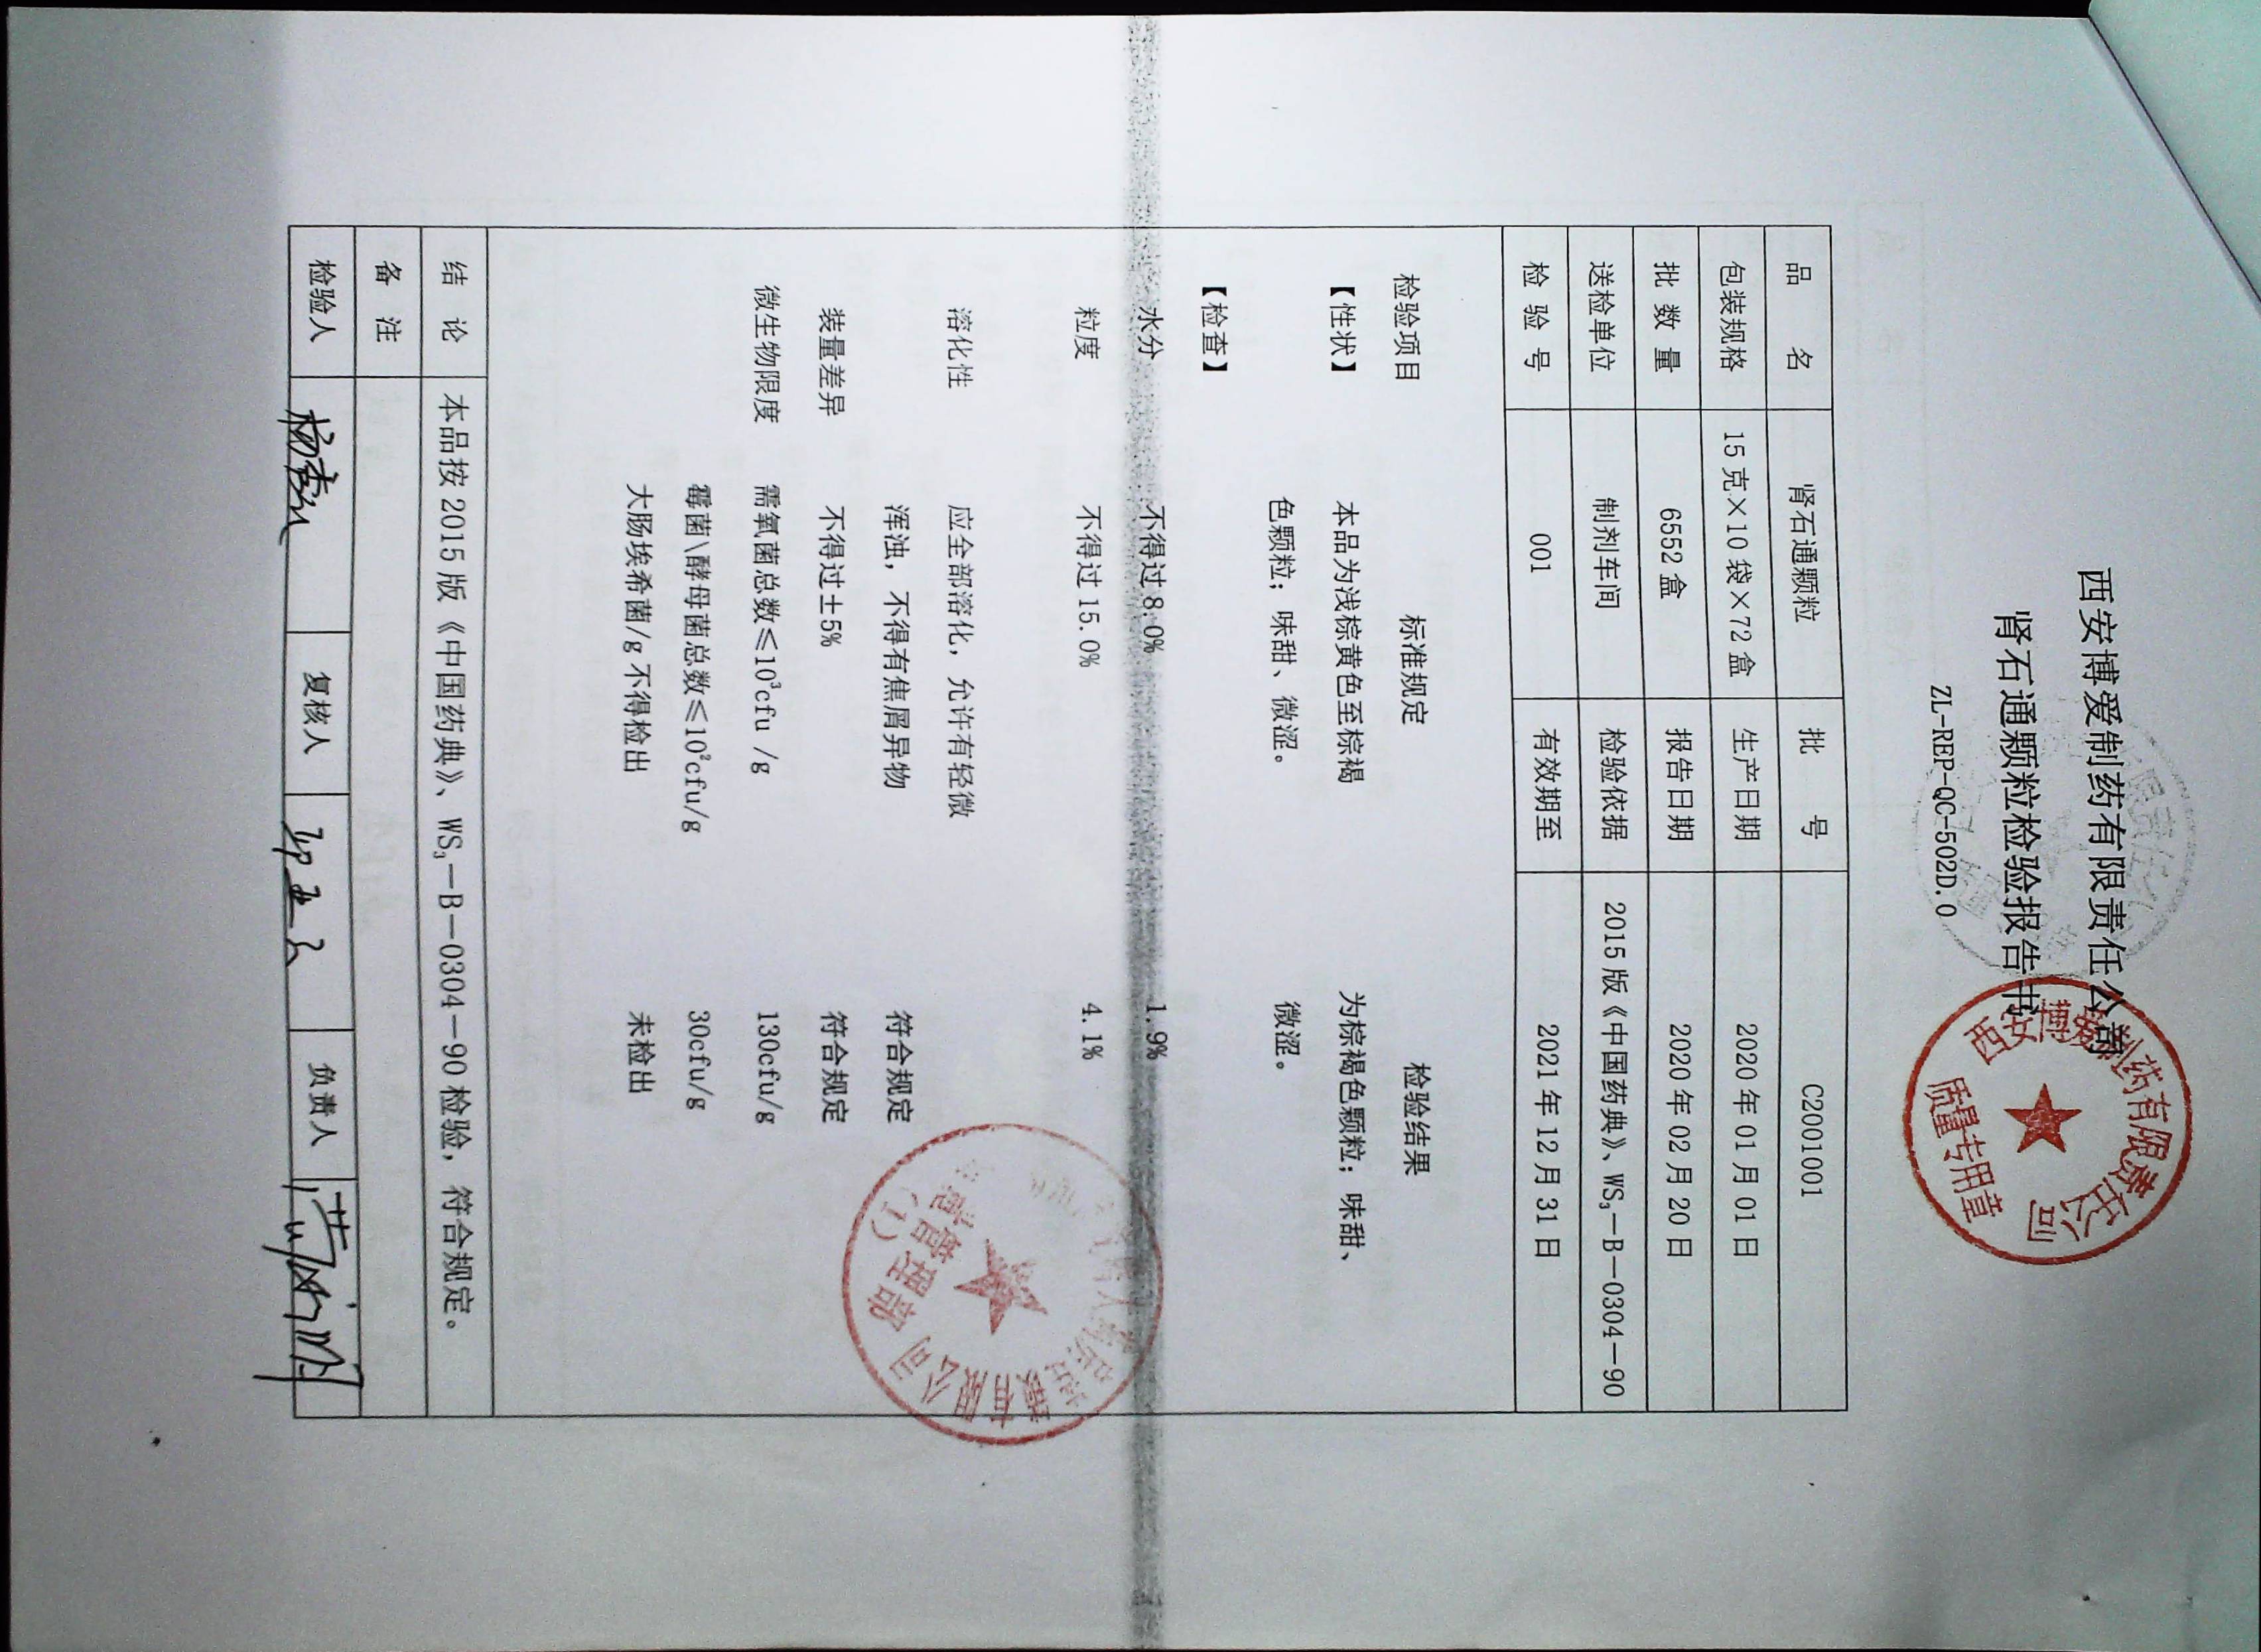 西安博爱制药有限责任公司
肾石通颗粒检验报告书
ZL-REP-QC-502D.0
西安博爱制药有限责任公司
质量专用章
品 名 肾石通颗粒 批 号 C2001001
包装规格 15克×10袋×72盒 生产日期 2020年01月01日
批 数 量 6552盒 报告日期 2020年02月20日
送检单位 制剂车间 检验依据 2015版《中国药典》、WS₃-B-0304-90
检 验 号 001 有效期至 2021年12月31日
检验项目 标准规定 检验结果
【性状】 本品为浅棕黄色至棕褐 为棕褐色颗粒；味甜、
色颗粒；味甜、微涩。 微涩。
【检查】
水分 不得过8.0% 1.9%
粒度 不得过15.0% 4.1%
溶化性 应全部溶化，允许有轻微
浑浊，不得有焦屑异物 符合规定
装量差异 不得过±5% 符合规定
微生物限度 需氧菌总数≤10³cfu /g 130cfu/g
霉菌\酵母菌总数≤10²cfu/g 30cfu/g
大肠埃希菌/g不得检出 未检出
有限公司
管理部
(1)
结 论 本品按2015版《中国药典》、WS₃-B-0304-90检验，符合规定。
备 注
检验人 复核人 负责人